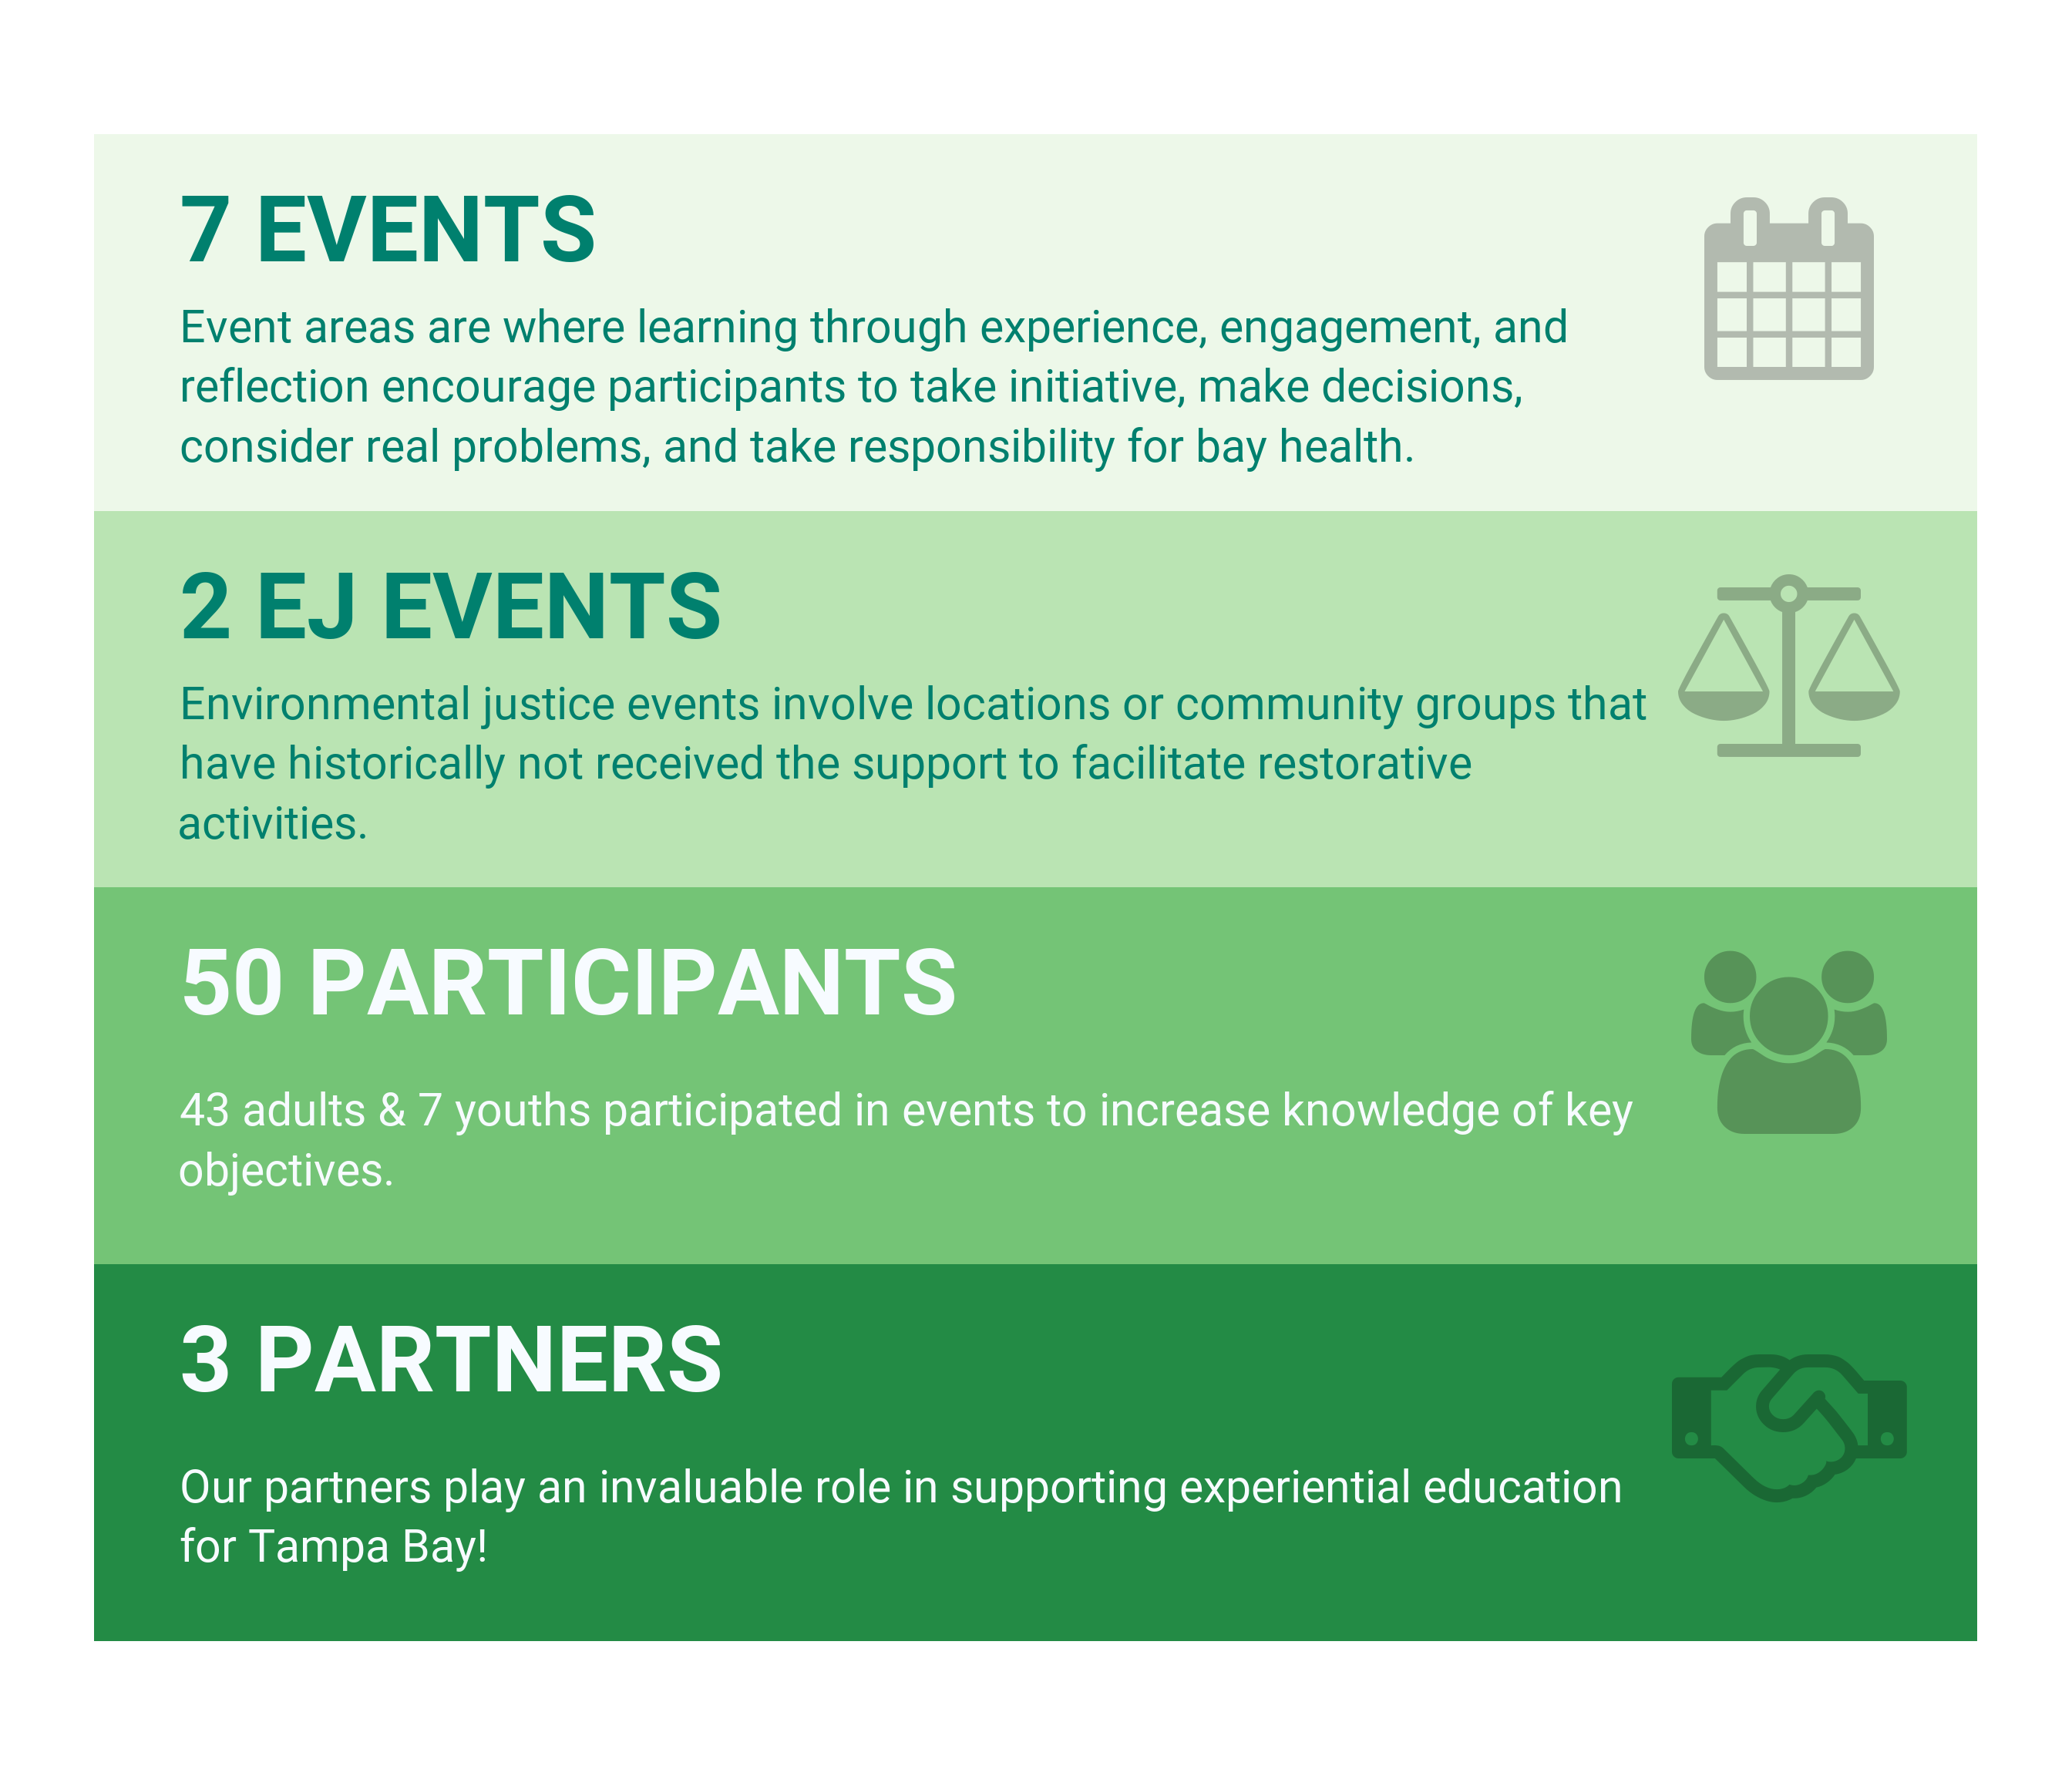 7 EVENTS
Event areas are where learning through experience, engagement, and
reflection encourage participants to take initiative, make decisions,
consider real problems, and take responsibility for bay health.
2 EJ EVENTS
Environmental justice events involve locations or community groups that
have historically not received the support to facilitate restorative
activities.
50 PARTICIPANTS
43 adults & 7 youths participated in events to increase knowledge of key
objectives.
3 PARTNERS
Our partners play an invaluable role in supporting experiential education
for Tampa Bay!